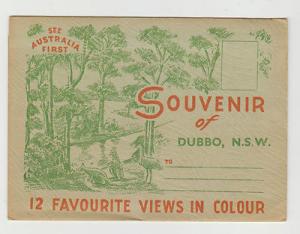 SEE
AUSTRALIA
FIRST
SOUVENIR
of
DUBBO, N.S.W.
TO
12 FAVOURITE VIEWS IN COLOUR